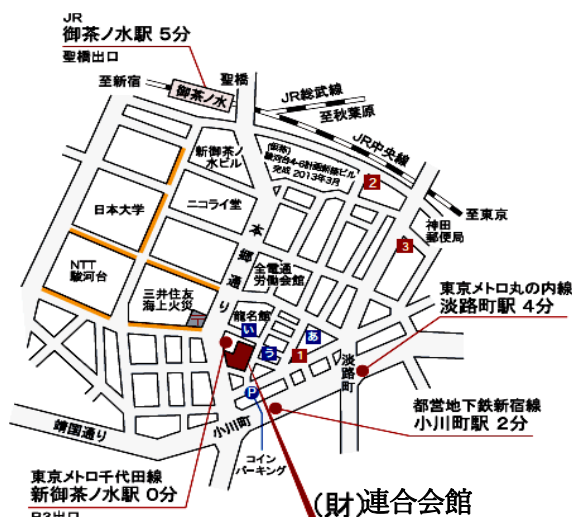 JR
御茶ノ水駅 5分
聖橋出口
至新宿
御茶ノ水
聖橋
JR総武線
至秋葉原
JR中央線
至東京
新御茶ノ
水ビル
(仮称)
駿河台4-6計画新築ビル
完成 2013年3月
2
日本大学
ニコライ堂
本郷通り
神田
郵便局
3
NTT
駿河台
三井住友
海上火災
全電通
労働会館
東京メトロ丸の内線
淡路町駅 4分
龍名館
い
う
1
あ
淡路町
P
コイン
パーキング
都営地下鉄新宿線
小川町駅 2分
靖国通り
小川町
東京メトロ千代田線
新御茶ノ水駅 0分
B3出口
(財)連合会館